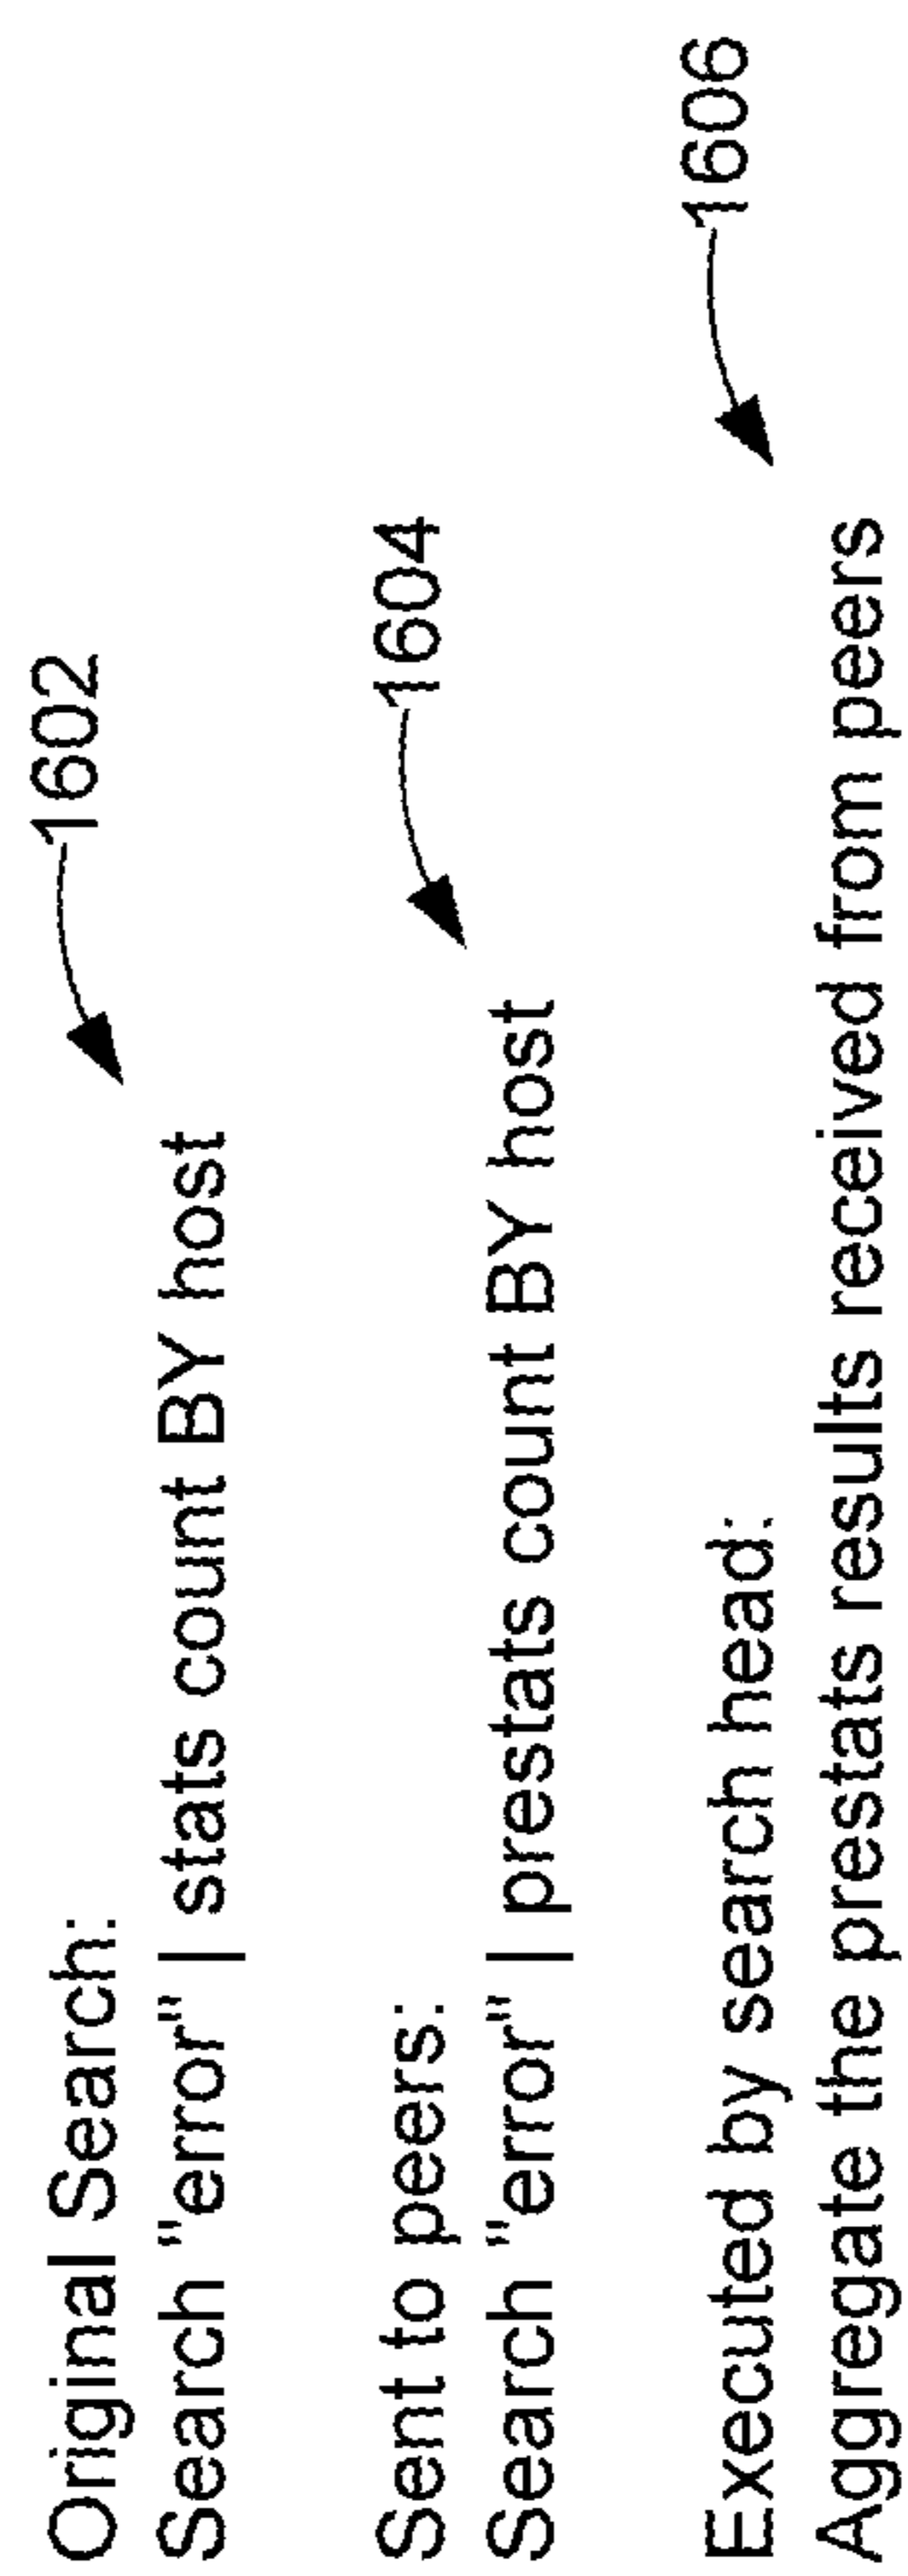 Original Search: 1602
Search "error" | stats count BY host
Sent to peers: 1604
Search "error" | prestats count BY host
Executed by search head: 1606
Aggregate the prestats results received from peers